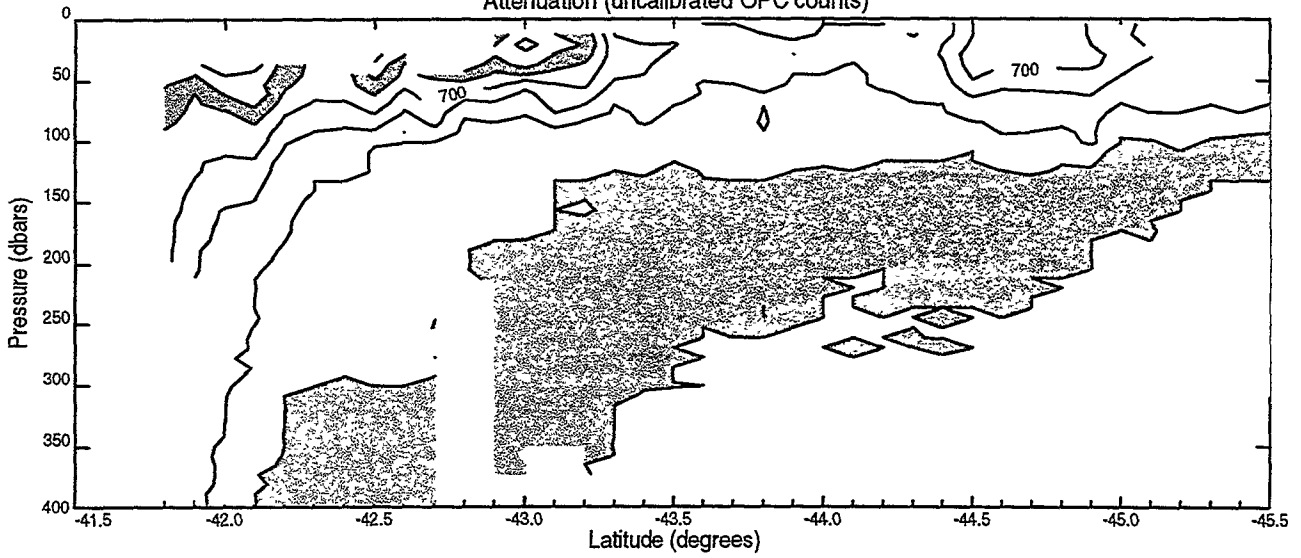 Attenuation (uncalibrated OPC counts)
0
50
100
150
200
250
300
350
400
Pressure (dbars)
700
700
-41.5 -42.0 -42.5 -43.0 -43.5 -44.0 -44.5 -45.0 -45.5
Latitude (degrees)